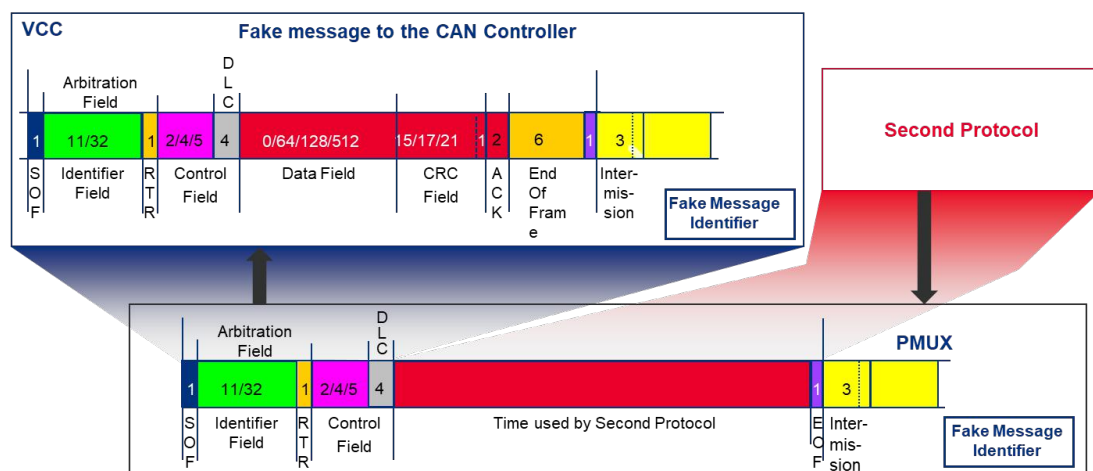 VCC
Fake message to the CAN Controller
Arbitration
Field
D
L
C
1
11/32
1
2/4/5
4
0/64/128/512
15/17/21
1
2
6
1
3
S
O
F
Identifier
Field
R
T
R
Control
Field
Data Field
CRC
Field
A
C
K
End
Of
Fram
e
Inter-
mis-
sion
Fake Message
Identifier
Second Protocol
Arbitration
Field
D
L
C
PMUX
1
11/32
1
2/4/5
4
1
3
S
O
F
Identifier
Field
R
T
R
Control
Field
Time used by Second Protocol
E
O
F
Inter-
mis-
sion
Fake Message
Identifier